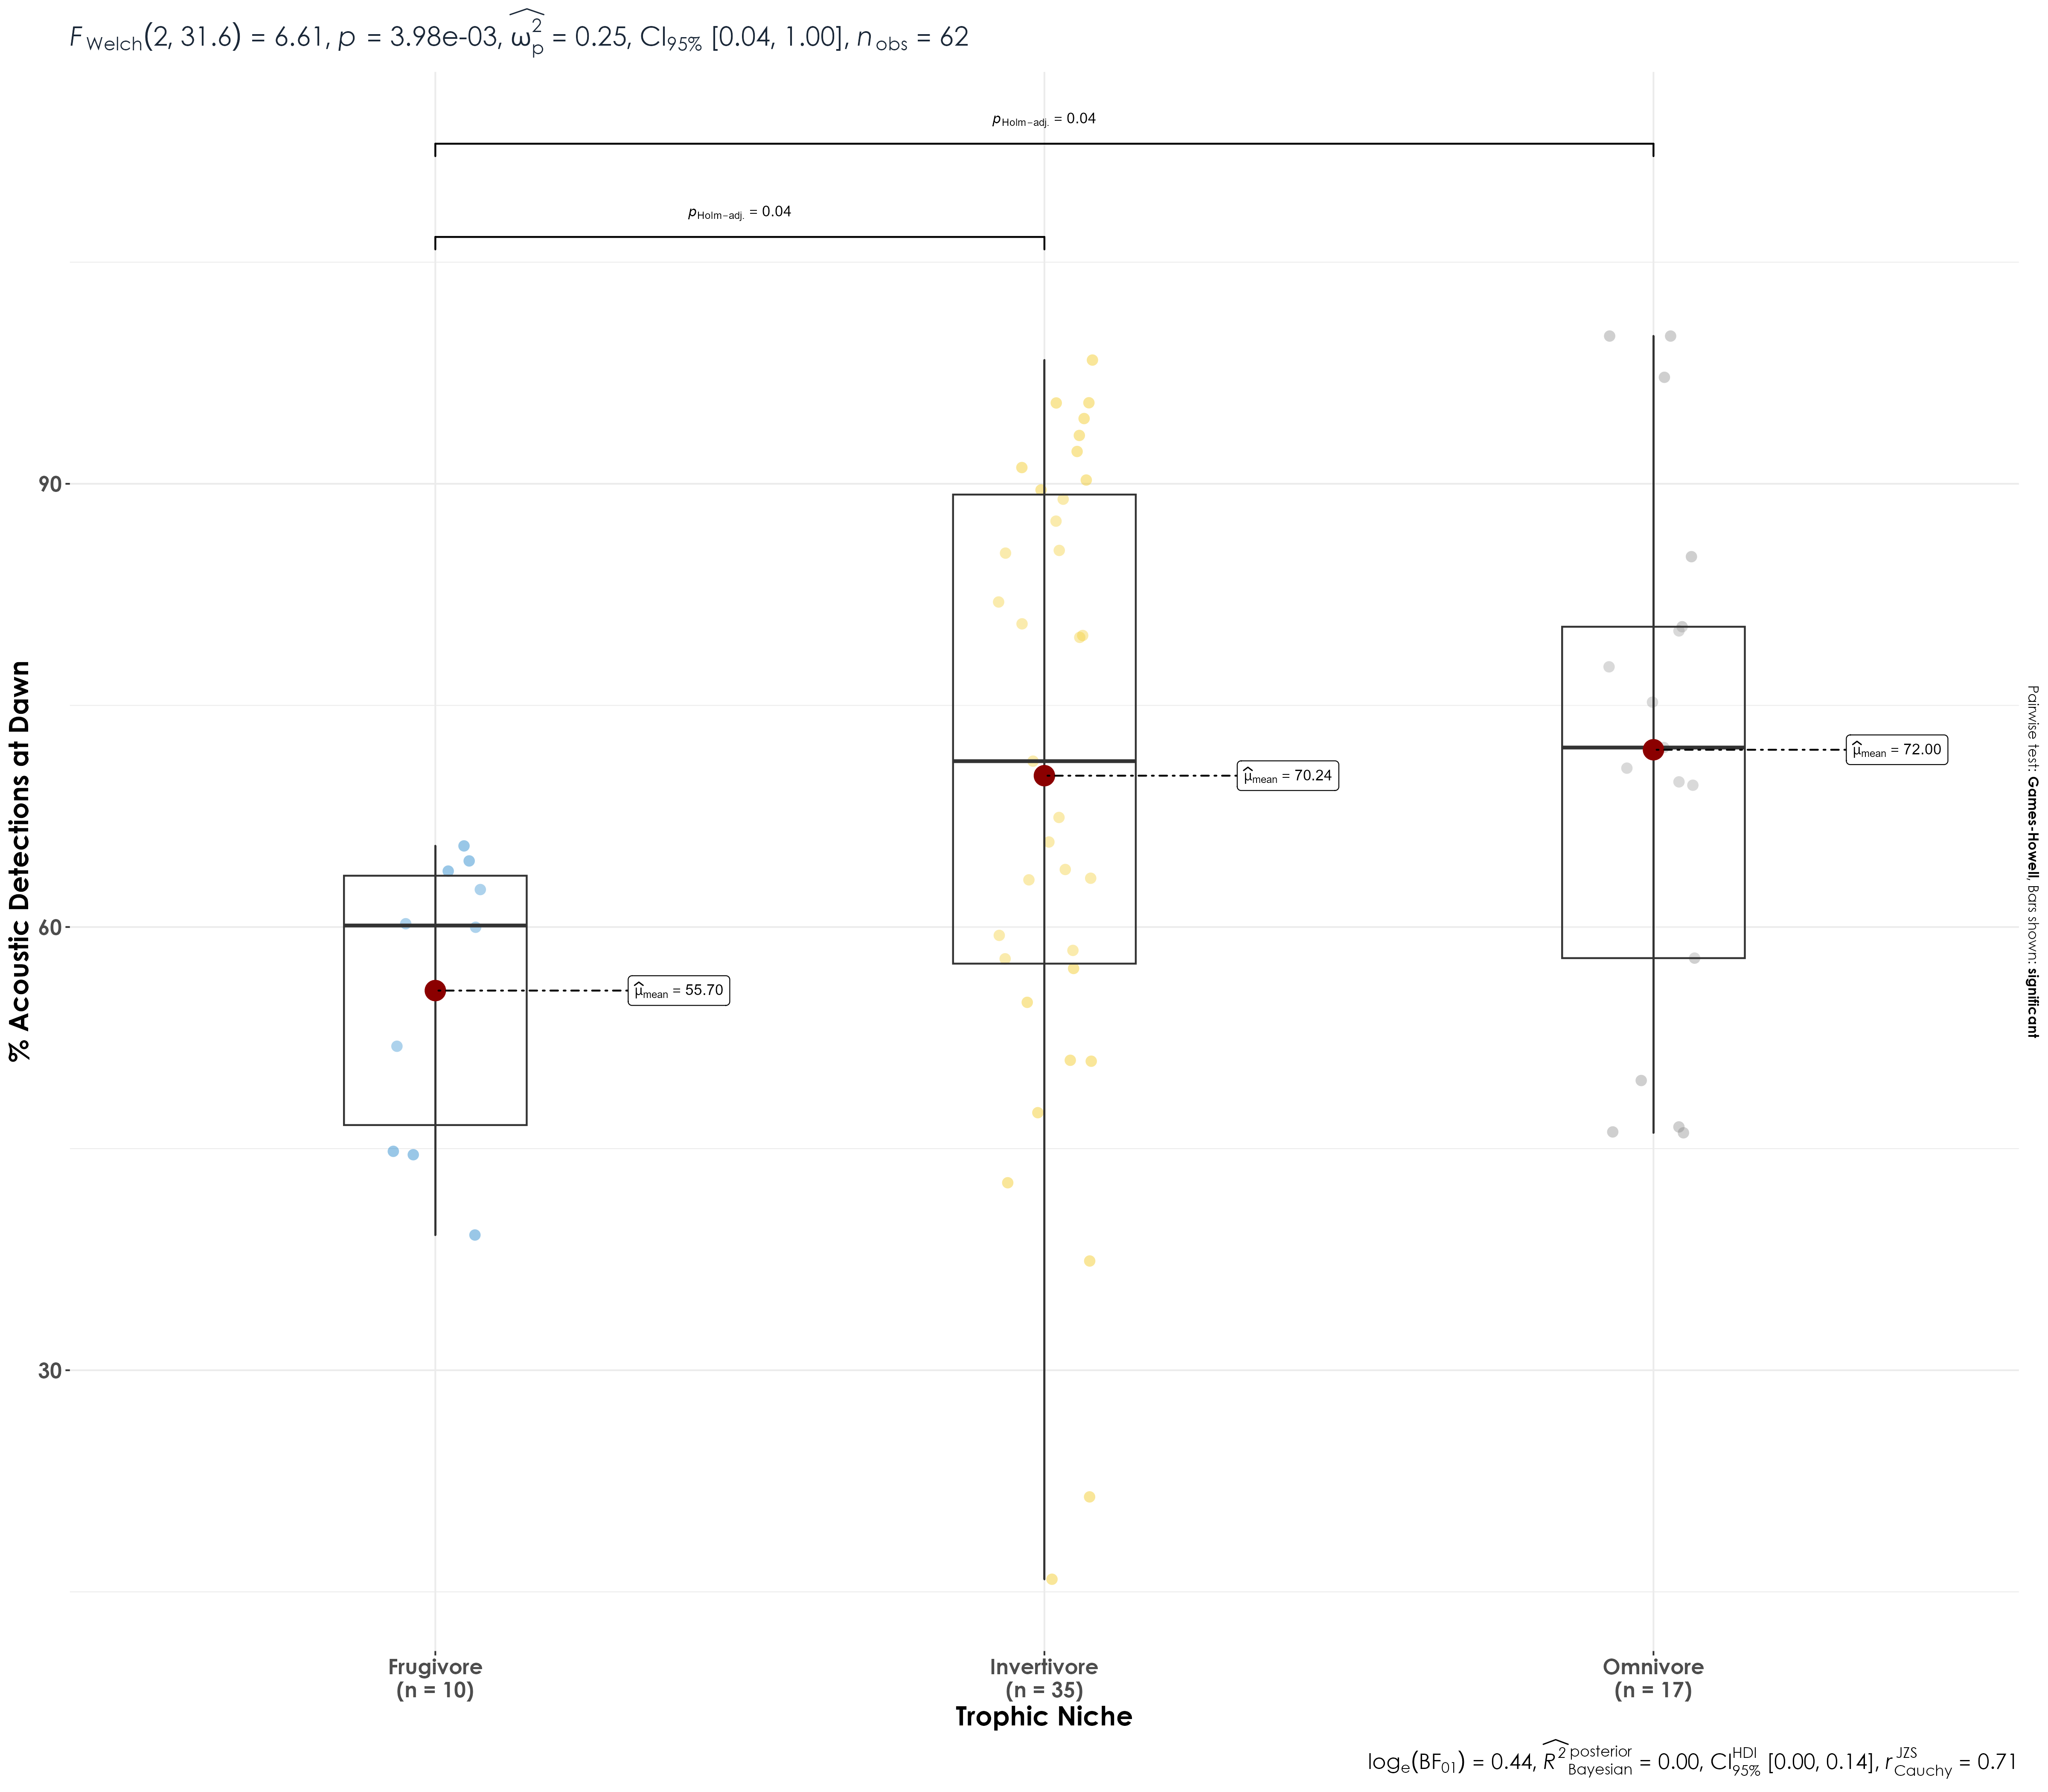 F Welch(2, 31.6) = 6.61, p = 3.98e-03, ω̂²p = 0.25, CI95% [0.04, 1.00], nobs = 62
pHolm−adj. = 0.04
pHolm−adj. = 0.04
% Acoustic Detections at Dawn
90
60
30
μ̂mean = 55.70
μ̂mean = 70.24
μ̂mean = 72.00
Pairwise test: Games-Howell, Bars shown: significant
Frugivore
(n = 10)
Invertivore
(n = 35)
Omnivore
(n = 17)
Trophic Niche
loge(BF01) = 0.44, R̂² posterior Bayesian = 0.00, CI HDI 95% [0.00, 0.14], r JZS Cauchy = 0.71